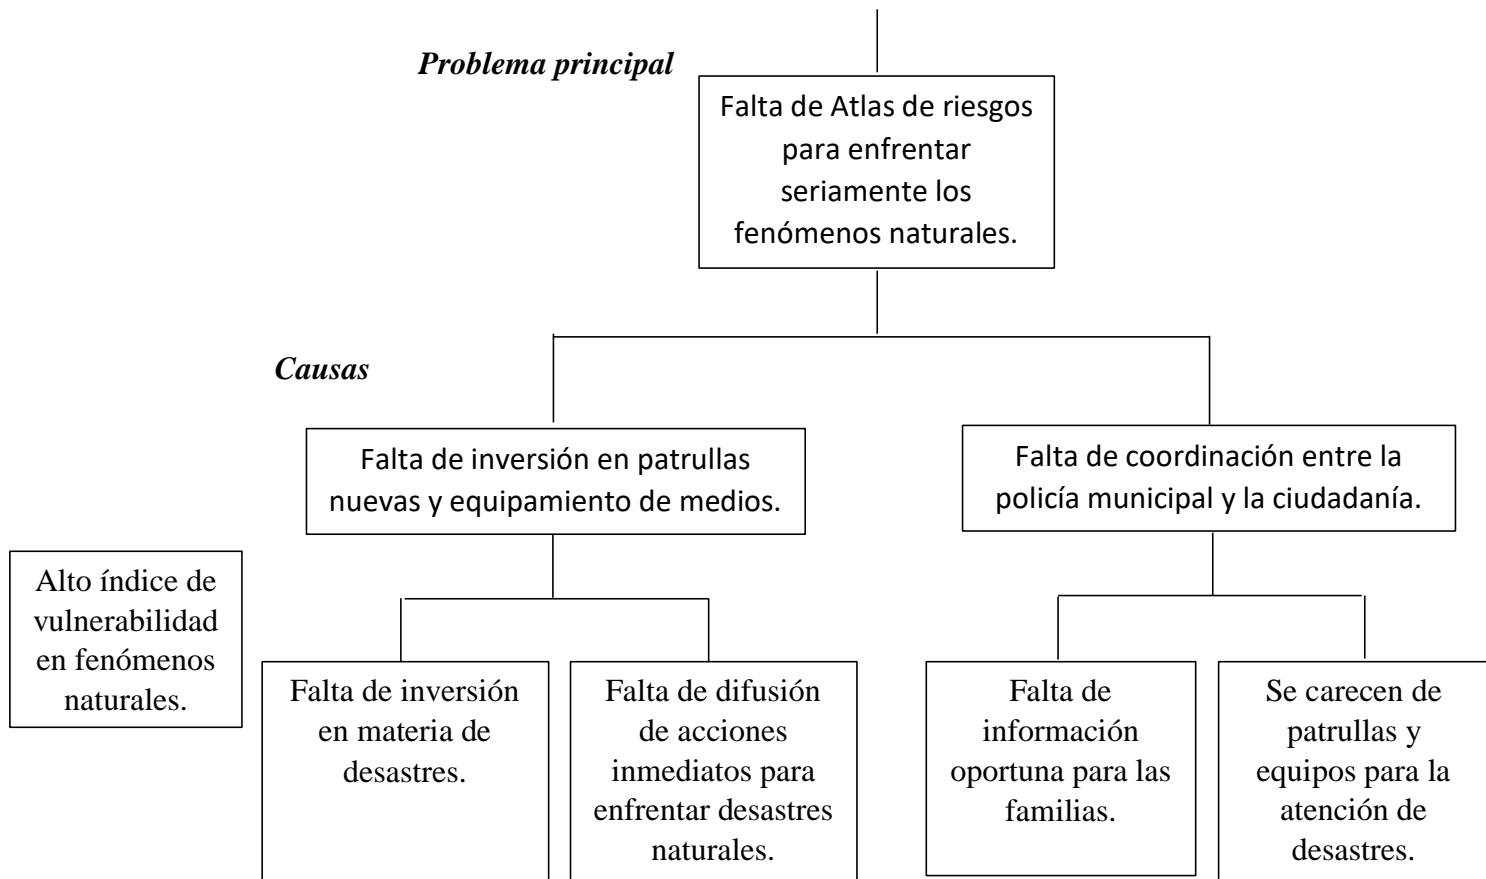 Problema principal
Falta de Atlas de riesgos
para enfrentar
seriamente los
fenómenos naturales.
Causas
Falta de inversión en patrullas
nuevas y equipamiento de medios.
Falta de coordinación entre la
policía municipal y la ciudadanía.
Alto índice de
vulnerabilidad
en fenómenos
naturales.
Falta de inversión
en materia de
desastres.
Falta de difusión
de acciones
inmediatos para
enfrentar desastres
naturales.
Falta de
información
oportuna para las
familias.
Se carecen de
patrullas y
equipos para la
atención de
desastres.